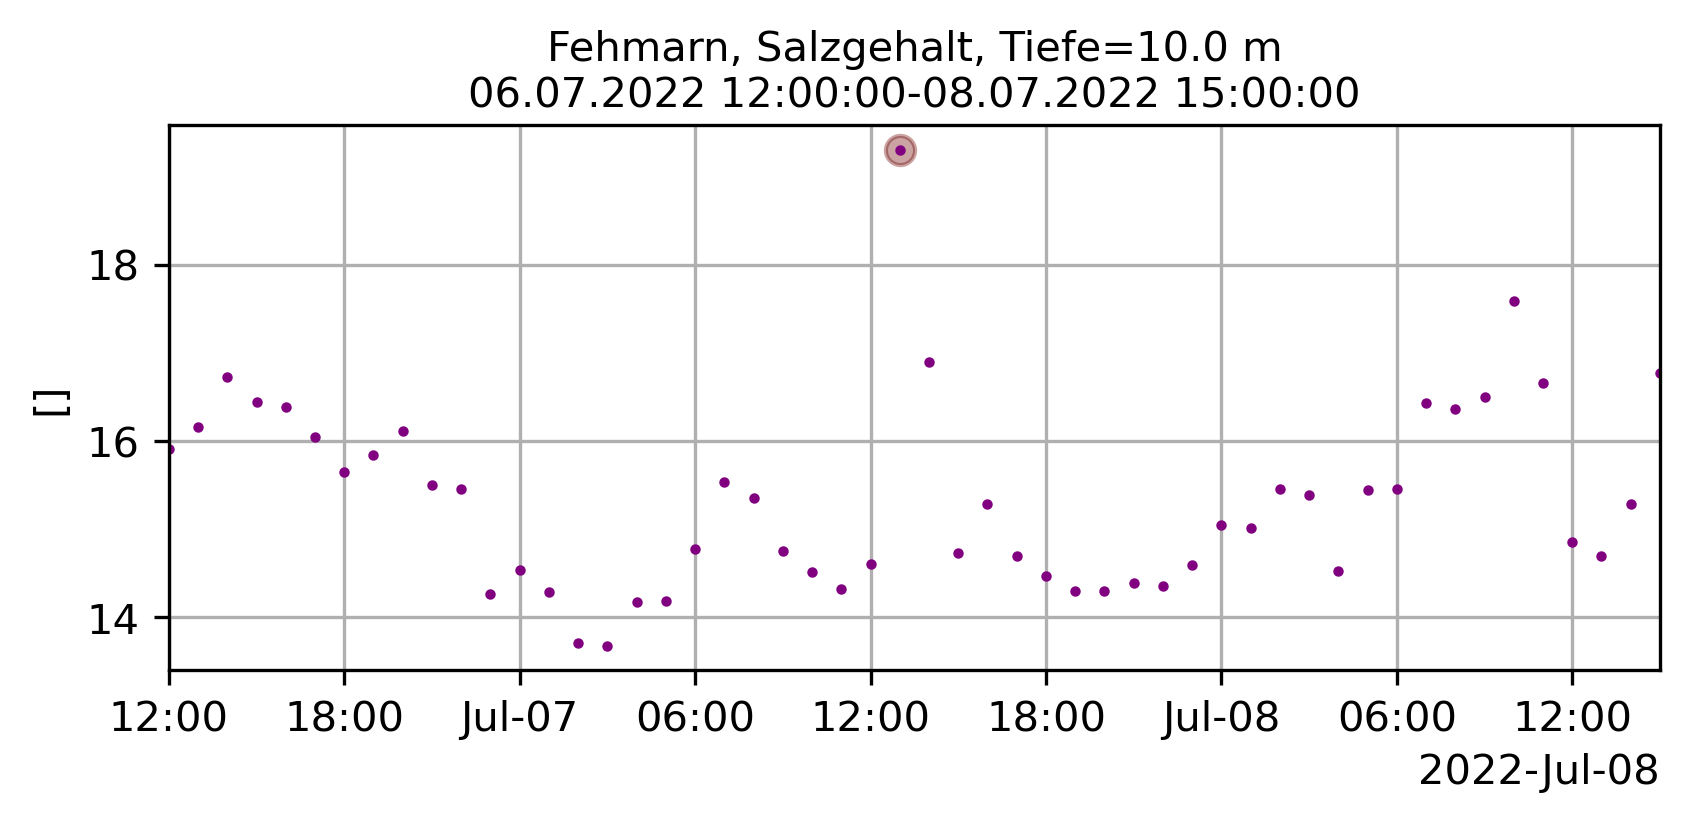 Fehmarn, Salzgehalt, Tiefe=10.0 m
06.07.2022 12:00:00-08.07.2022 15:00:00
18
16
14
[]
12:00 18:00 Jul-07 06:00 12:00 18:00 Jul-08 06:00 12:00
2022-Jul-08